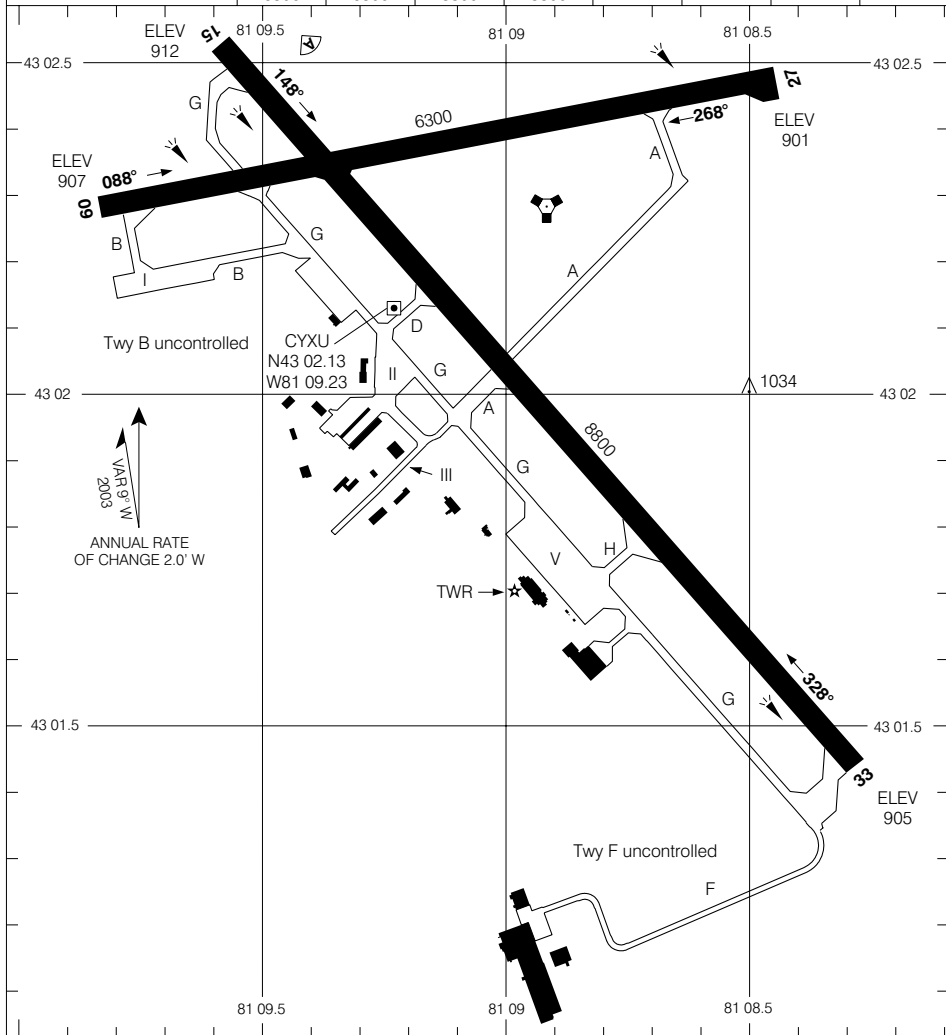 ELEV
912
15
81 09.5
A
81 09
81 08.5
43 02.5
43 02.5
148°
27
G
6300
268°
ELEV
901
ELEV
907
088°
A
09
B
G
A
I
B
Twy B uncontrolled
CYXU
N43 02.13
W81 09.23
D
II
G
1034
43 02
43 02
A
8800
VAR 9° W
2003
G
III
ANNUAL RATE
OF CHANGE 2.0' W
V
H
TWR
328°
G
43 01.5
43 01.5
33
ELEV
905
Twy F uncontrolled
F
81 09.5
81 09
81 08.5